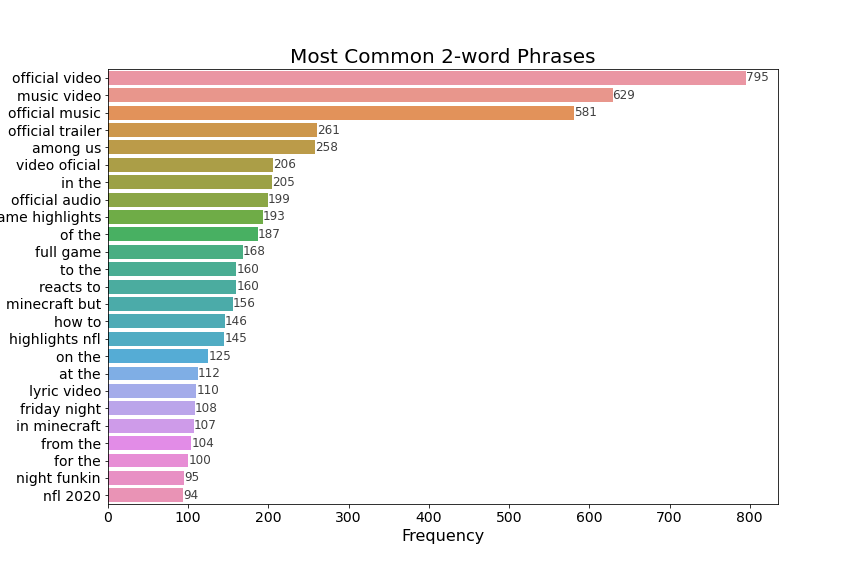 Most Common 2-word Phrases
official video 795
music video 629
official music 581
official trailer 261
among us 258
video oficial 206
in the 205
official audio 199
ame highlights 193
of the 187
full game 168
to the 160
reacts to 160
minecraft but 156
how to 146
highlights nfl 145
on the 125
at the 112
lyric video 110
friday night 108
in minecraft 107
from the 104
for the 100
night funkin 95
nfl 2020 94
0 100 200 300 400 500 600 700 800
Frequency